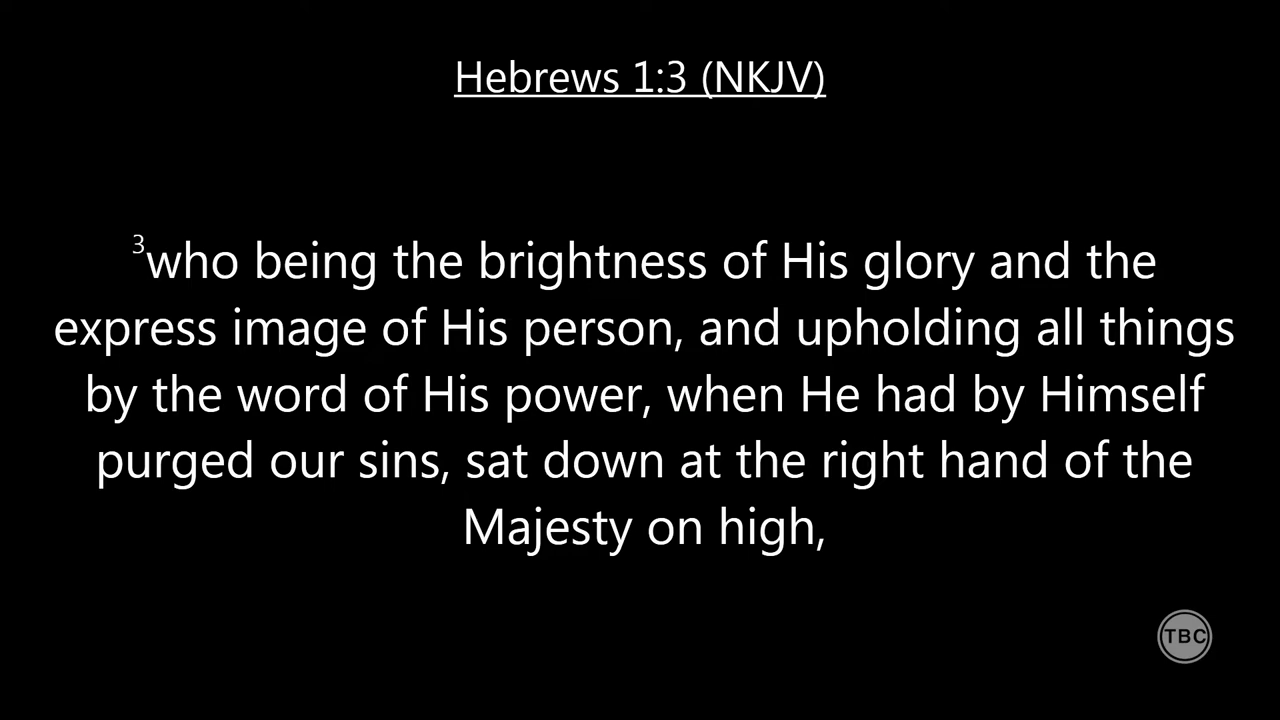 Hebrews 1:3 (NKJV)
3who being the brightness of His glory and the
express image of His person, and upholding all things
by the word of His power, when He had by Himself
purged our sins, sat down at the right hand of the
Majesty on high,
TBC